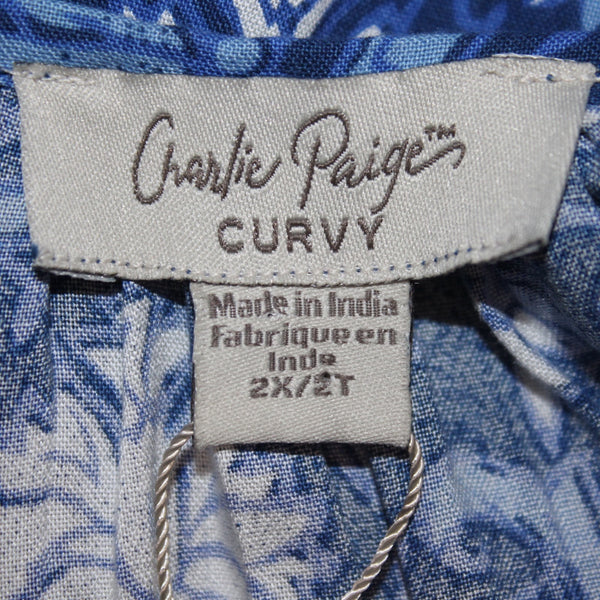 Charlie Paige™
CURVY
Made in India
Fabrique en
Inde
2X/2T